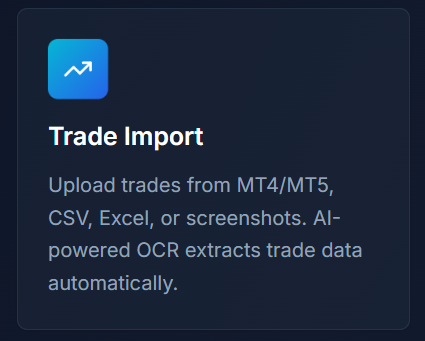 Trade Import
Upload trades from MT4/MT5,
CSV, Excel, or screenshots. AI-
powered OCR extracts trade data
automatically.